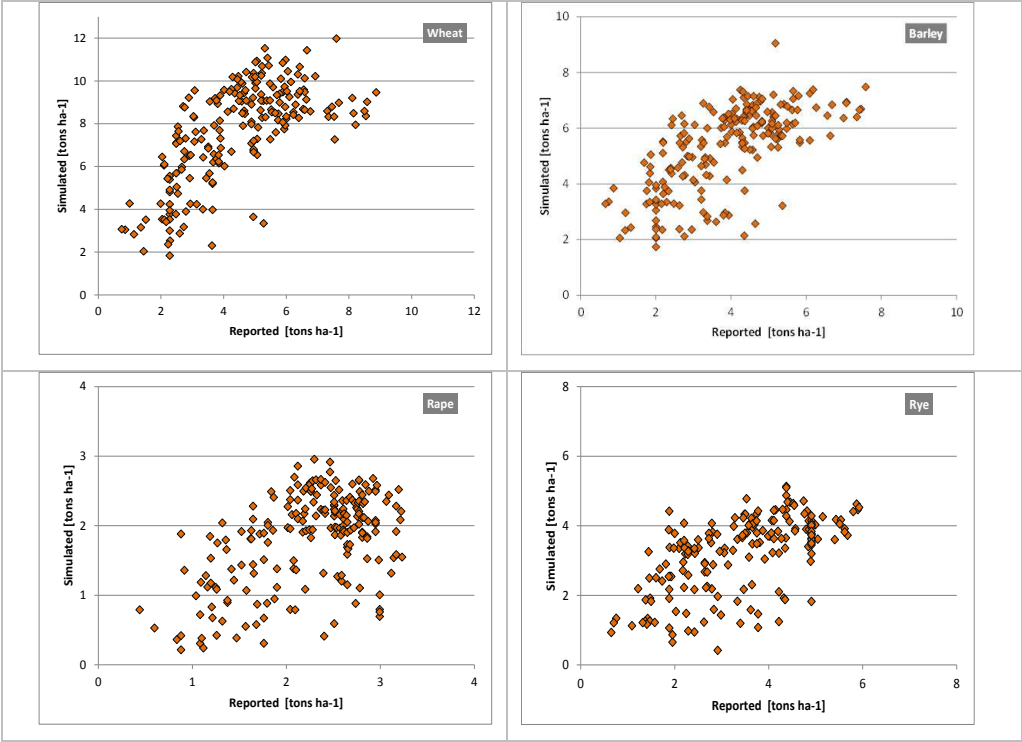 Wheat
12
10
8
6
4
2
0
0 2 4 6 8 10 12
Simulated [tons ha-1]
Reported [tons ha-1]
Barley
10
8
6
4
2
0
0 2 4 6 8 10
Simulated [tons ha-1]
Reported [tons ha-1]
Rape
4
3
2
1
0
0 1 2 3 4
Simulated [tons ha-1]
Reported [tons ha-1]
Rye
8
6
4
2
0
0 2 4 6 8
Simulated [tons ha-1]
Reported [tons ha-1]